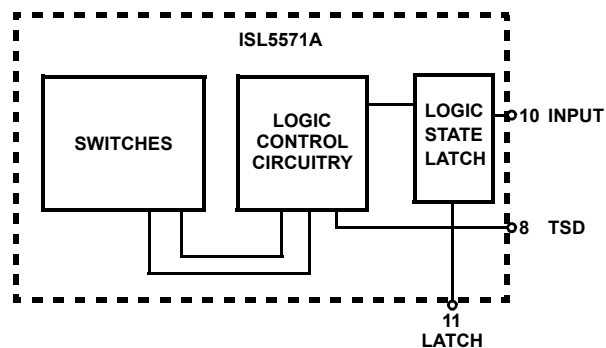 ISL5571A
SWITCHES
LOGIC
CONTROL
CIRCUITRY
LOGIC
STATE
LATCH
10 INPUT
8 TSD
11
LATCH